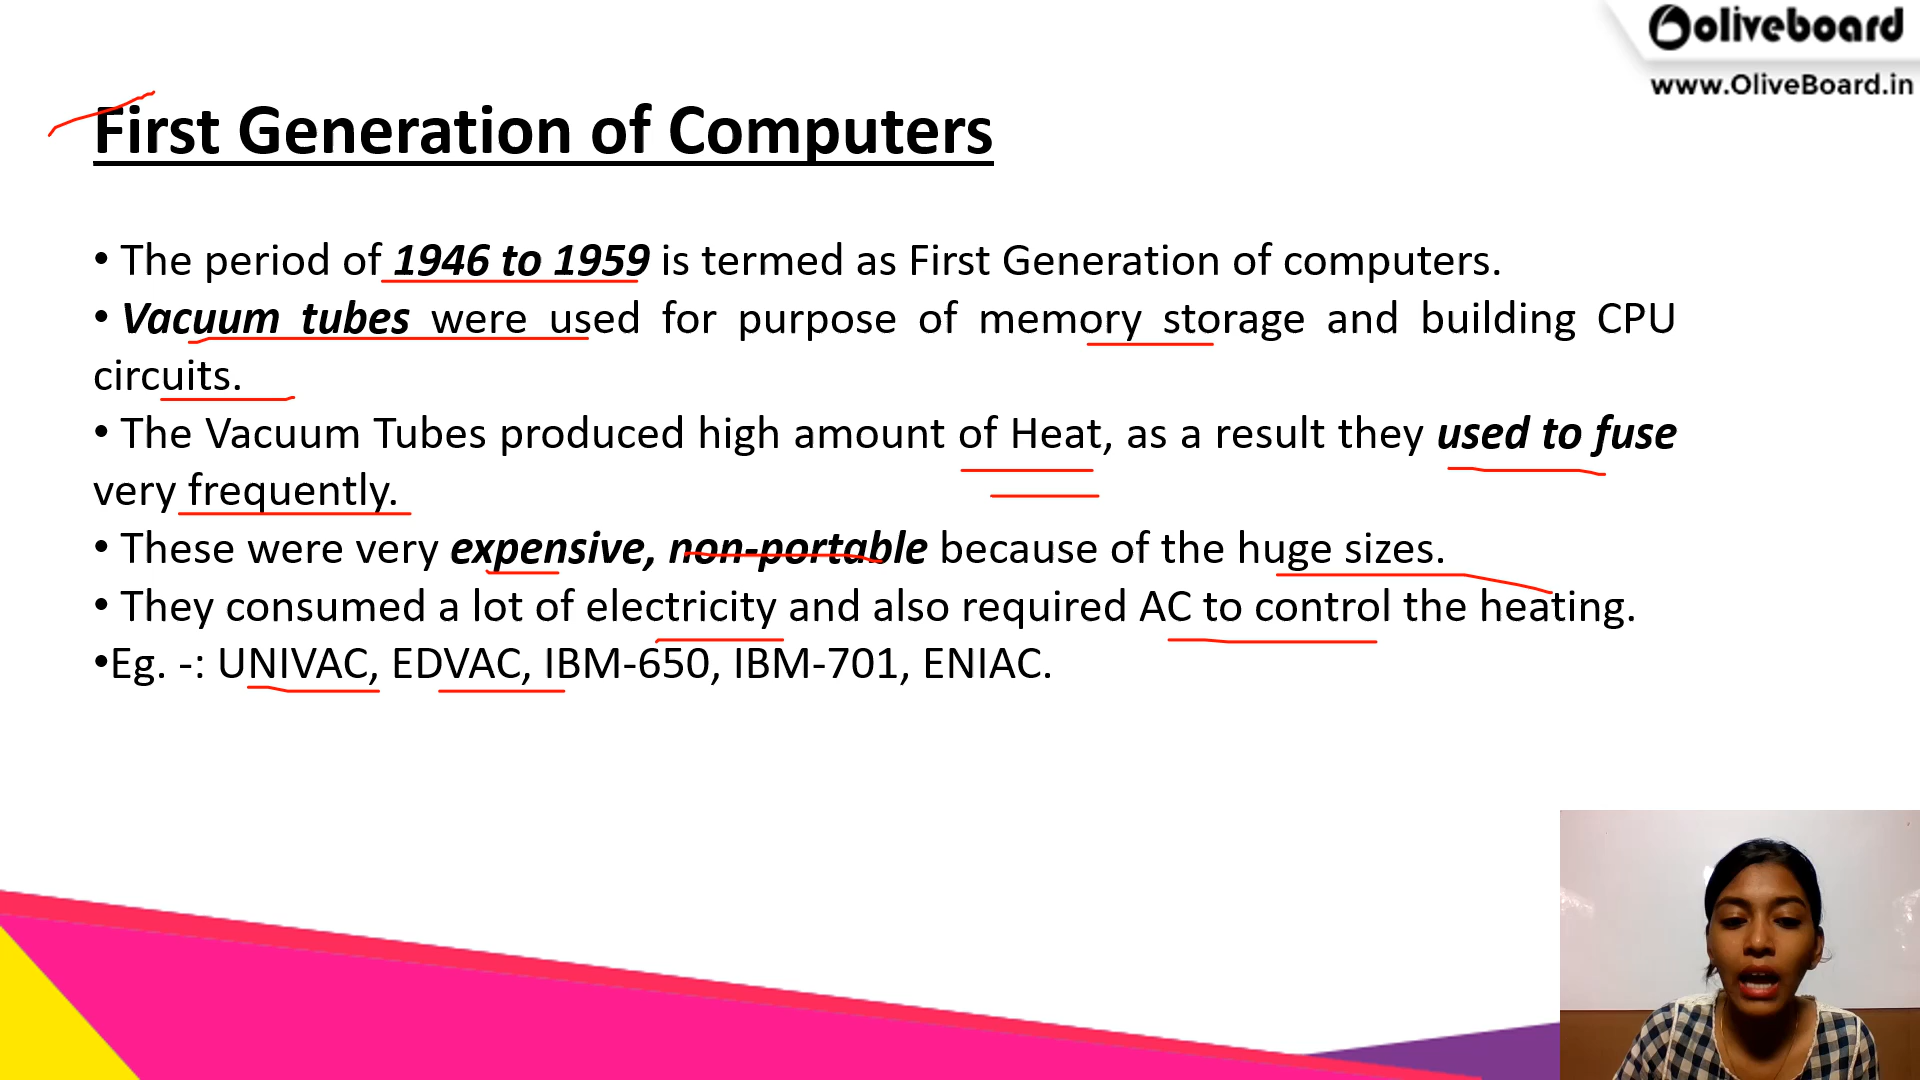 oliveboard
www.OliveBoard.in
First Generation of Computers
• The period of 1946 to 1959 is termed as First Generation of computers.
• Vacuum tubes were used for purpose of memory storage and building CPU
circuits.
• The Vacuum Tubes produced high amount of Heat, as a result they used to fuse
very frequently.
• These were very expensive, non-portable because of the huge sizes.
• They consumed a lot of electricity and also required AC to control the heating.
•Eg. -: UNIVAC, EDVAC, IBM-650, IBM-701, ENIAC.